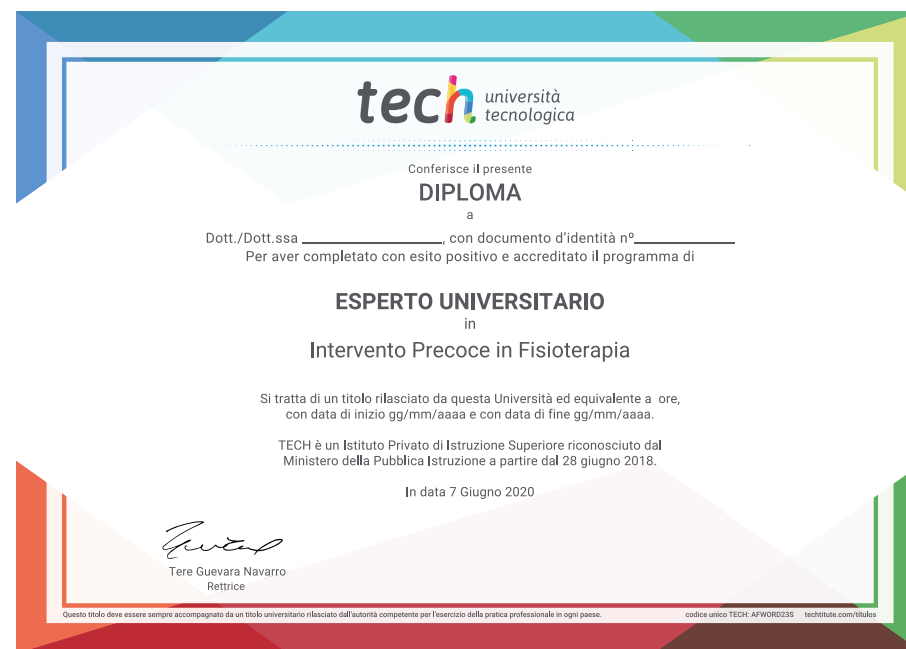 tech università
tecnologica
Conferisce il presente
DIPLOMA
a
Dott./Dott.ssa ____________________, con documento d'identità nº______________
Per aver completato con esito positivo e accreditato il programma di
ESPERTO UNIVERSITARIO
in
Intervento Precoce in Fisioterapia
Si tratta di un titolo rilasciato da questa Università ed equivalente a ore,
con data di inizio gg/mm/aaaa e con data di fine gg/mm/aaaa.
TECH è un Istituto Privato di Istruzione Superiore riconosciuto dal
Ministero della Pubblica Istruzione a partire dal 28 giugno 2018.
In data 7 Giugno 2020
Tere Guevara Navarro
Rettrice
Questo titolo deve essere sempre accompagnato da un titolo universitario rilasciato dall'autorità competente per l'esercizio della pratica professionale in ogni paese. codice unico TECH: AFWORD23S techtitute.com/titulos